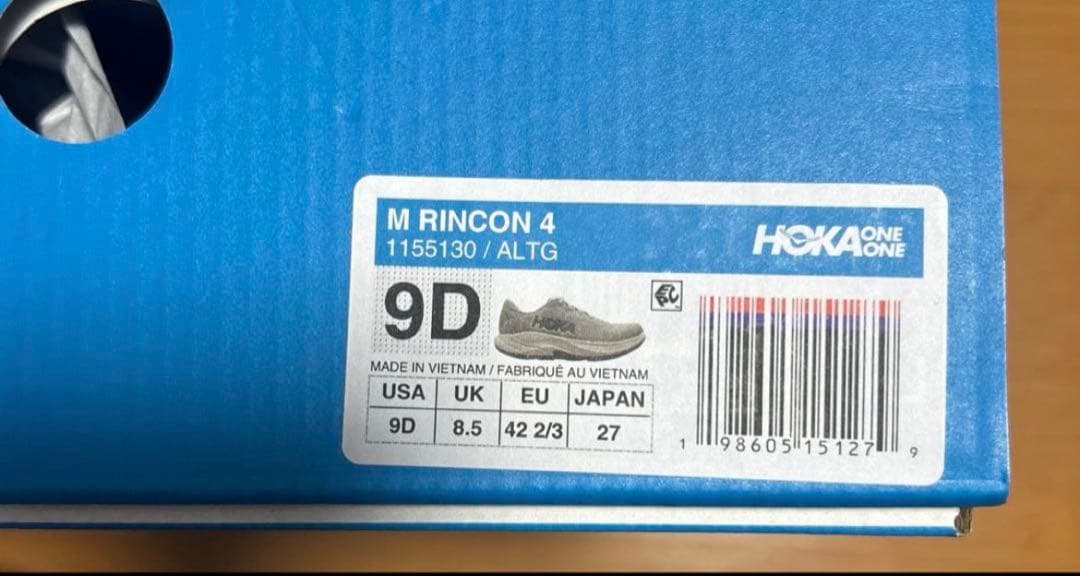 M RINCON 4
1155130 / ALTG
HOKA ONE ONE
9D
HOKA
MADE IN VIETNAM / FABRIQUÉ AU VIETNAM
USA UK EU JAPAN
9D 8.5 42 2/3 27
1 98605 15127 9